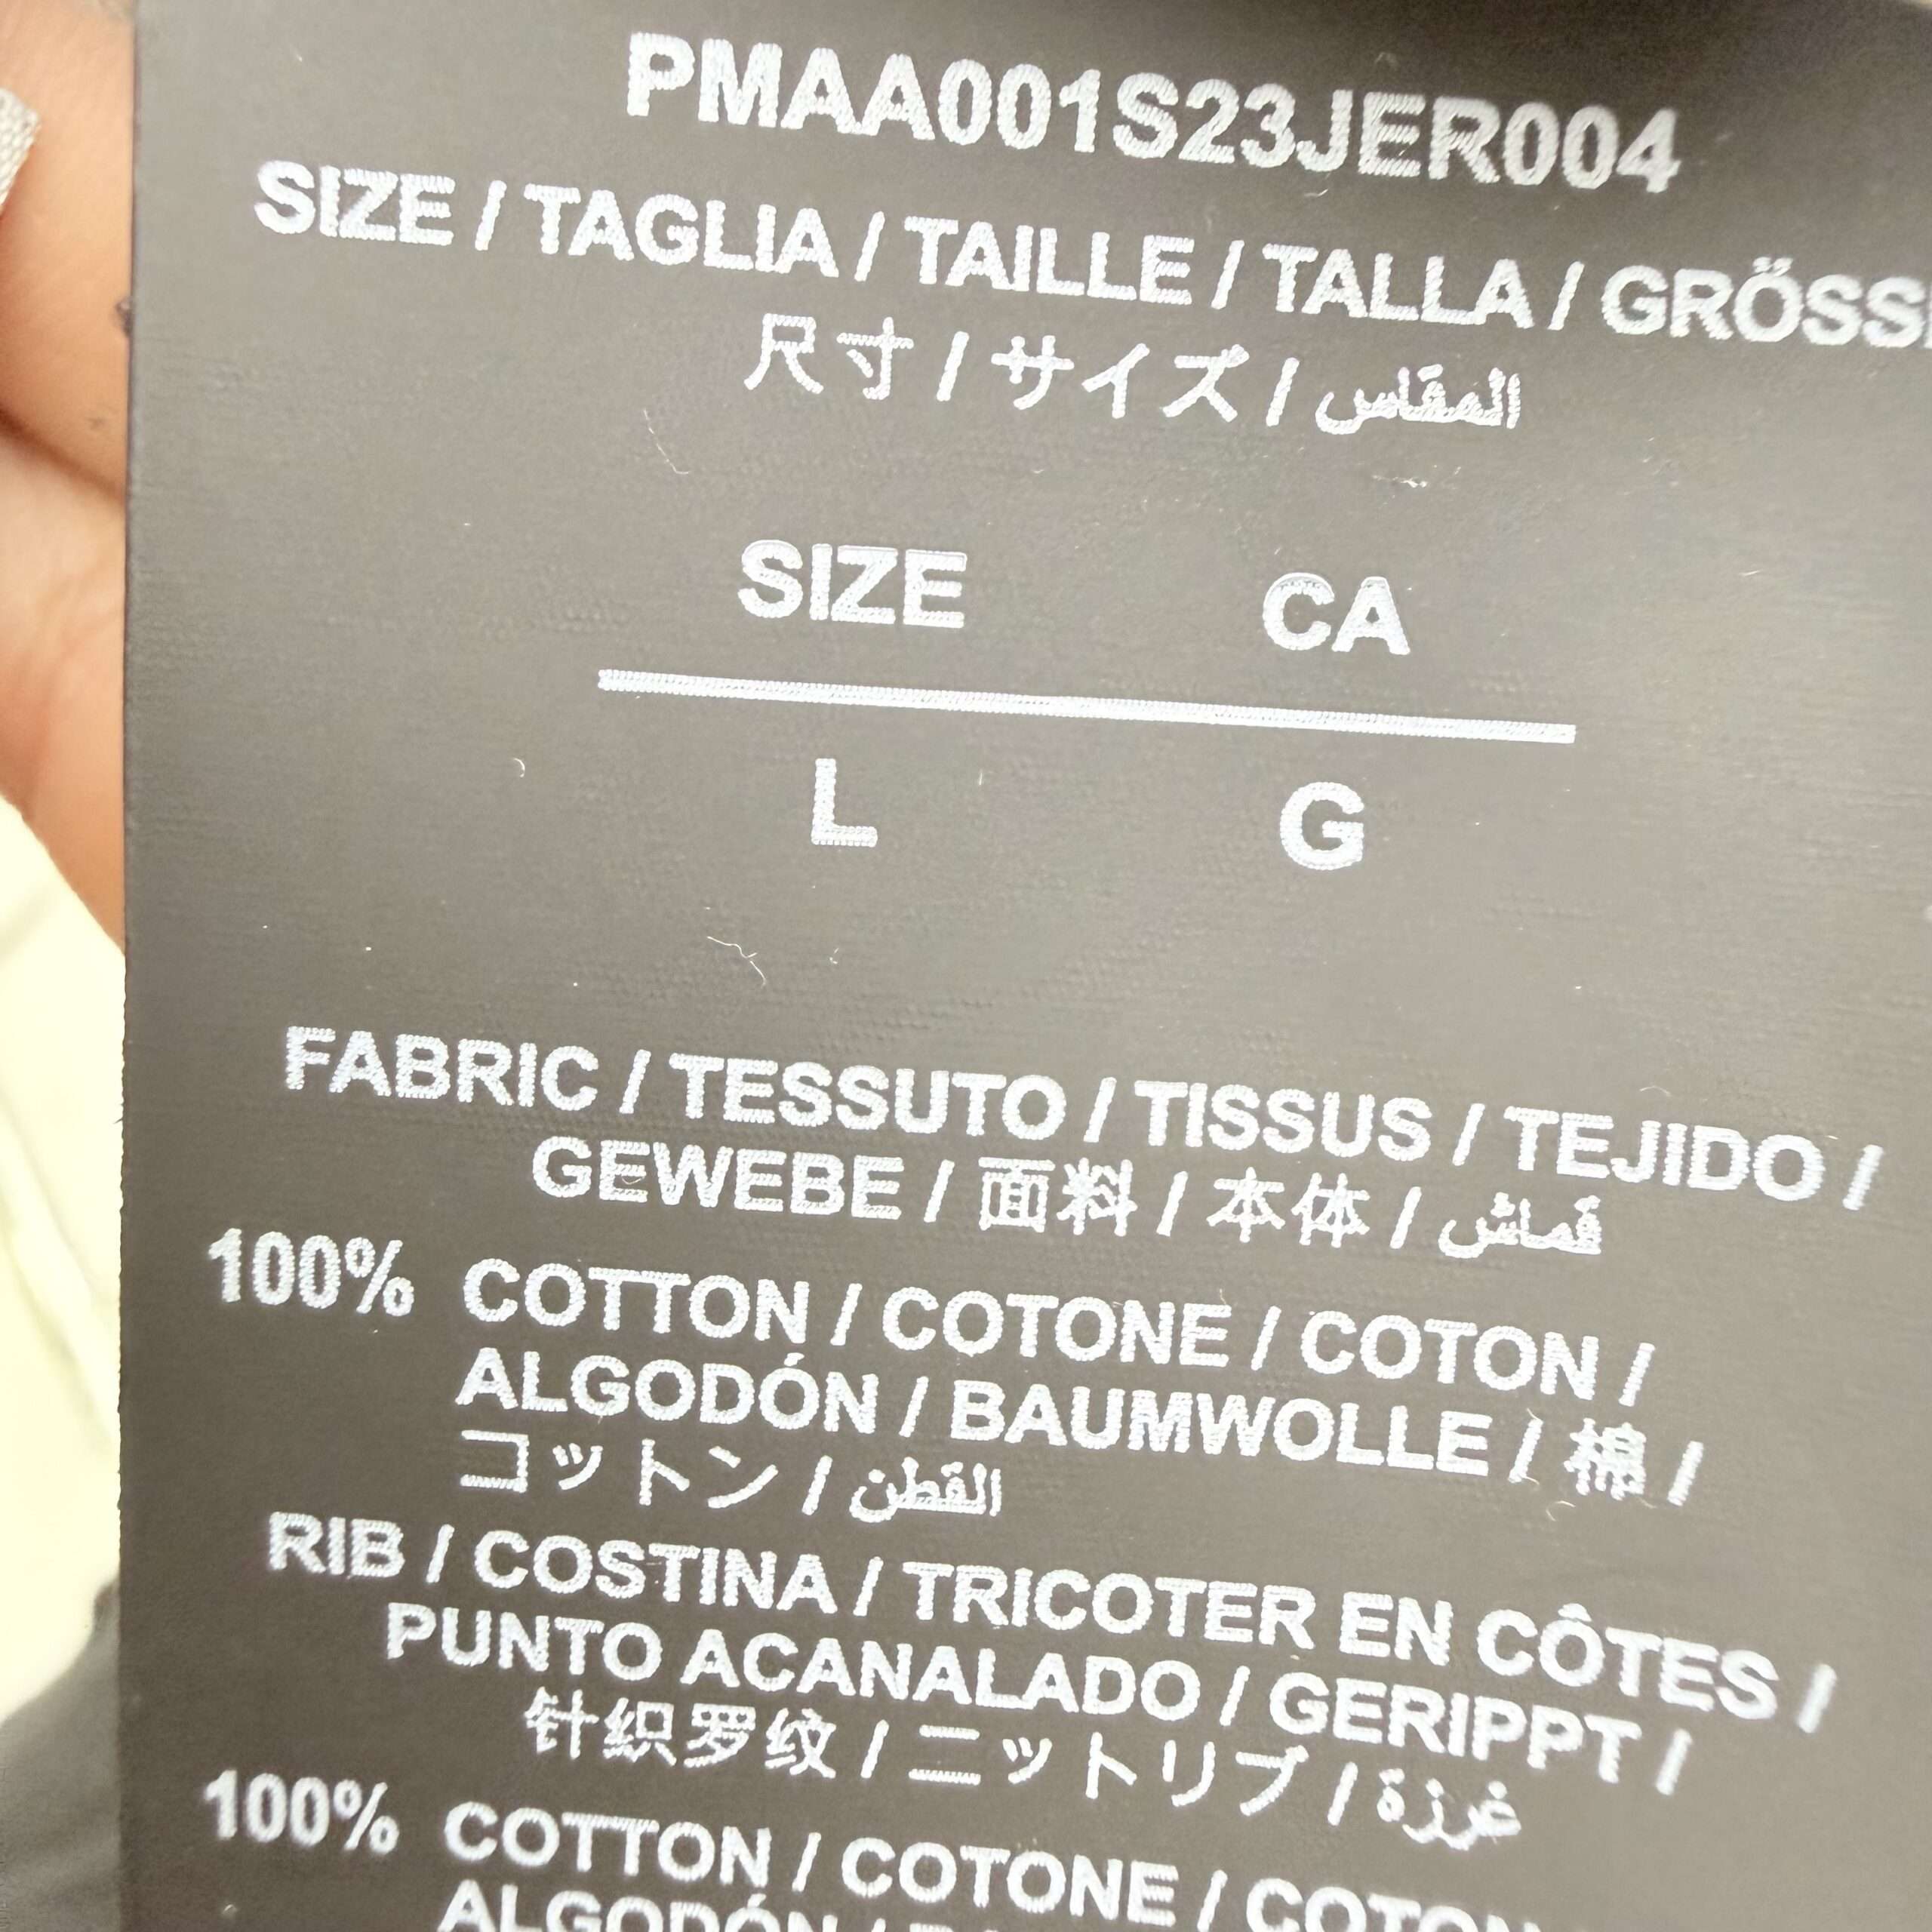 PMAA001S23JER004
SIZE / TAGLIA / TAILLE / TALLA / GRÖSS
尺寸 / サイズ / المقاس
SIZE CA
L G
FABRIC / TESSUTO / TISSUS / TEJIDO /
GEWEBE / 面料 / 本体 / قماش
100% COTTON / COTONE / COTON /
ALGODÓN / BAUMWOLLE / 棉 /
コットン / القطن
RIB / COSTINA / TRICOTER EN CÔTES /
PUNTO ACANALADO / GERIPPT /
针织罗纹 / ニットリブ / غرزة
100% COTTON / COTONE / COTON
ALGODÓN /